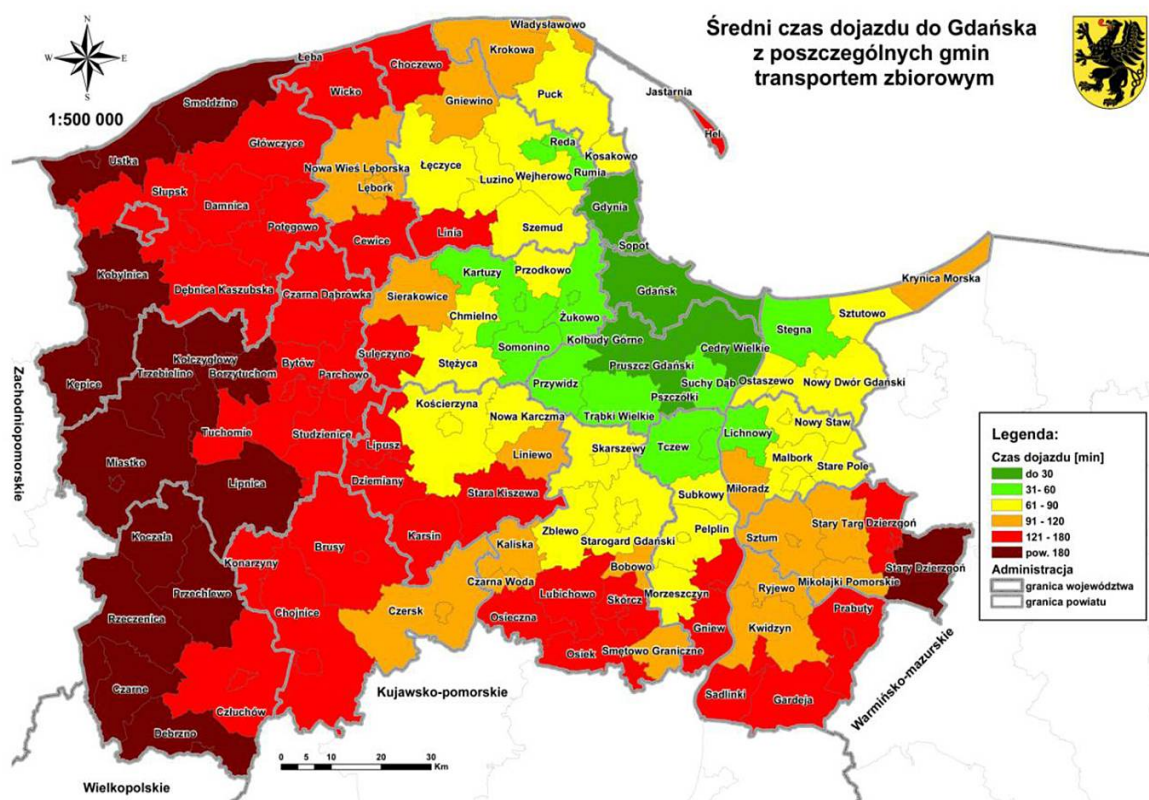 Średni czas dojazdu do Gdańska
z poszczególnych gmin
transportem zbiorowym
N
W
E
S
1:500 000
Władysławowo
Krokowa
Łeba
Choczewo
Wicko
Gniewino
Puck
Jastarnia
Smołdzino
Hel
Główczyce
Reda
Kosakowo
Ustka
Nowa Wieś Lęborska
Łęczyce
Luzino
Wejherowo
Rumia
Lębork
Słupsk
Damnica
Gdynia
Potęgowo
Szemud
Cewice
Linia
Sopot
Kobylnica
Kartuzy
Przodkowo
Krynica Morska
Dębnica Kaszubska
Czarna Dąbrówka
Sierakowice
Gdańsk
Chmielno
Żukowo
Sztutowo
Stegna
Kolbudy Górne
Somonino
Cedry Wielkie
Sulęczyno
Kołczygłowy
Bytów
Stężyca
Pruszcz Gdański
Trzebielino
Borzytuchom
Parchowo
Kępice
Przywidz
Suchy Dąb
Ostaszewo
Nowy Dwór Gdański
Pszczółki
Kościerzyna
Nowa Karczma
Trąbki Wielkie
Nowy Staw
Tuchomie
Studzienice
Lipusz
Lichnowy
Skarszewy
Tczew
Liniewo
Malbork
Miastko
Stare Pole
Lipnica
Dziemiany
Miłoradz
Stara Kiszewa
Subkowy
Stary Targ
Dzierzgoń
Pelplin
Koczała
Zblewo
Karsin
Sztum
Brusy
Starogard Gdański
Kaliska
Konarzyny
Bobowo
Stary Dzierzgoń
Czarna Woda
Mikołajki Pomorskie
Przechlewo
Ryjewo
Lubichowo
Morzeszczyn
Skórcz
Chojnice
Czersk
Prabuty
Rzeczenica
Osieczna
Gniew
Kwidzyn
Osiek
Smętowo Graniczne
Czarne
Sadlinki
Gardeja
Człuchów
Debrzno
Zachodniopomorskie
Kujawsko-pomorskie
Warmińsko-mazurskie
Wielkopolskie
0 5 10 20 30
Km
Legenda:
Czas dojazdu [min]
do 30
31 - 60
61 - 90
91 - 120
121 - 180
pow. 180
Administracja
granica województwa
granica powiatu